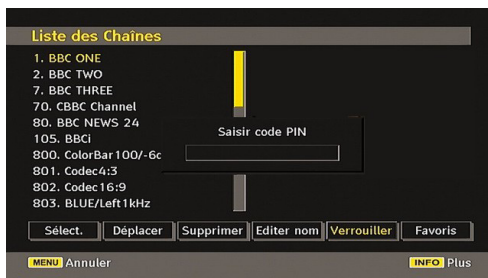 Liste des Chaînes
1. BBC ONE
2. BBC TWO
7. BBC THREE
70. CBBC Channel
80. BBC NEWS 24
105. BBCi
800. ColorBar100/-6c
801. Codec4:3
802. Codec16:9
803. BLUE/Left1kHz
Saisir code PIN
Sélect. Déplacer Supprimer Editer nom Verrouiller Favoris
MENU Annuler INFO Plus